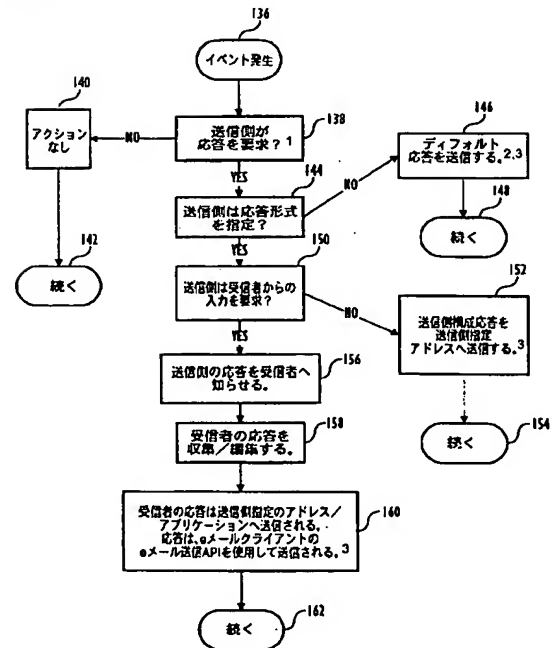 136
イベント発生
140
アクション
なし
NO
送信側が
応答を要求？ 1
138
146
ディフォルト
応答を送信する。2,3
YES
144
NO
送信側は応答形式
を指定？
148
続く
142
続く
YES
150
送信側は受信者からの
入力を要求？
NO
152
送信側構成応答を
送信側指定
アドレスへ送信する。3
YES
送信側の応答を受信者へ
知らせる。
156
154
続く
受信者の応答を
収集／編集する。
158
受信者の応答は送信側指定のアドレス／
アプリケーションへ送信される。
応答は、eメールクライアントの
eメール送信APIを使用して送信される。3
160
続く
162